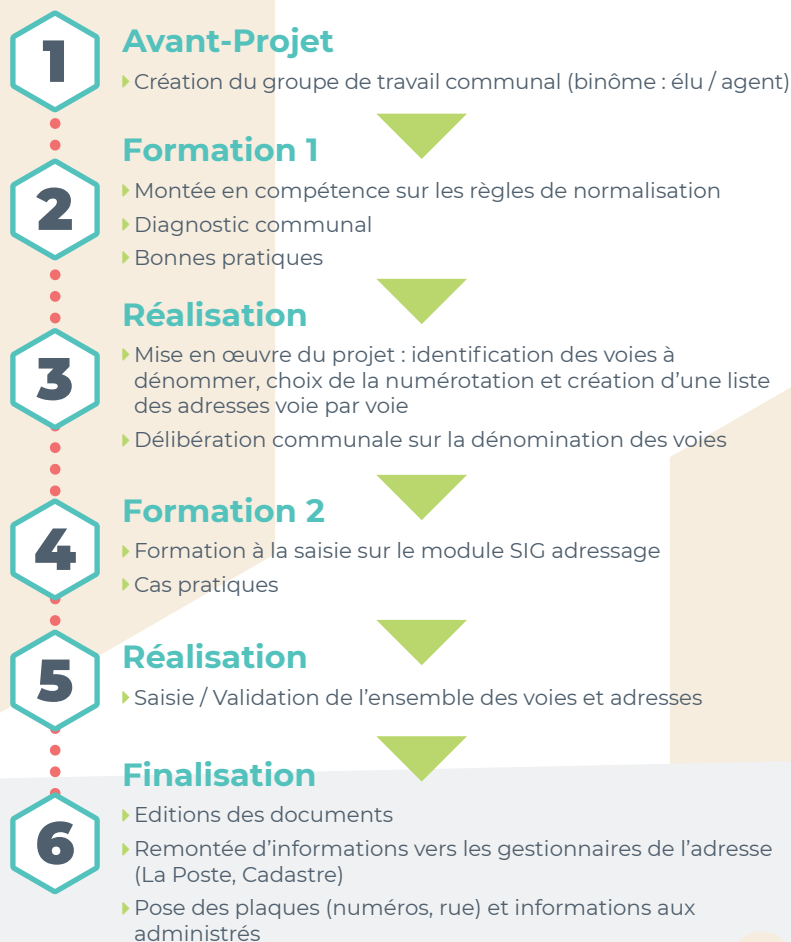 1
Avant-Projet
Création du groupe de travail communal (binôme : élu / agent)
2
Formation 1
Montée en compétence sur les règles de normalisation
Diagnostic communal
Bonnes pratiques
3
Réalisation
Mise en œuvre du projet : identification des voies à
dénommer, choix de la numérotation et création d’une liste
des adresses voie par voie
Délibération communale sur la dénomination des voies
4
Formation 2
Formation à la saisie sur le module SIG adressage
Cas pratiques
5
Réalisation
Saisie / Validation de l’ensemble des voies et adresses
6
Finalisation
Editions des documents
Remontée d’informations vers les gestionnaires de l’adresse
(La Poste, Cadastre)
Pose des plaques (numéros, rue) et informations aux
administrés